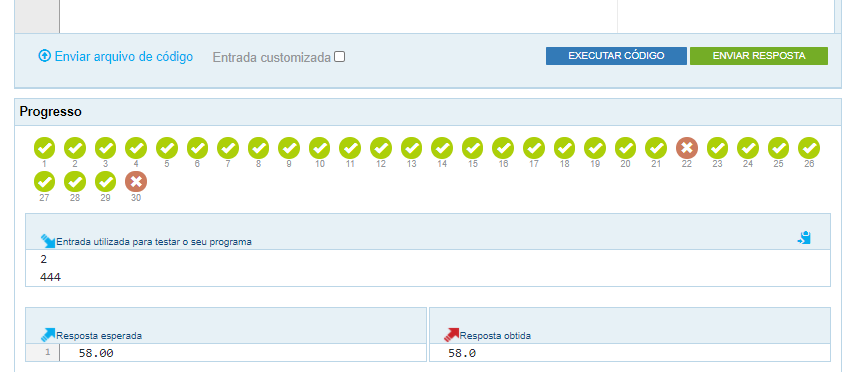 Enviar arquivo de código Entrada customizada EXECUTAR CÓDIGO ENVIAR RESPOSTA
Progresso
1 2 3 4 5 6 7 8 9 10 11 12 13 14 15 16 17 18 19 20 21 22 23 24 25 26
27 28 29 30
Entrada utilizada para testar o seu programa
2
444
Resposta esperada Resposta obtida
1 58.00 58.0